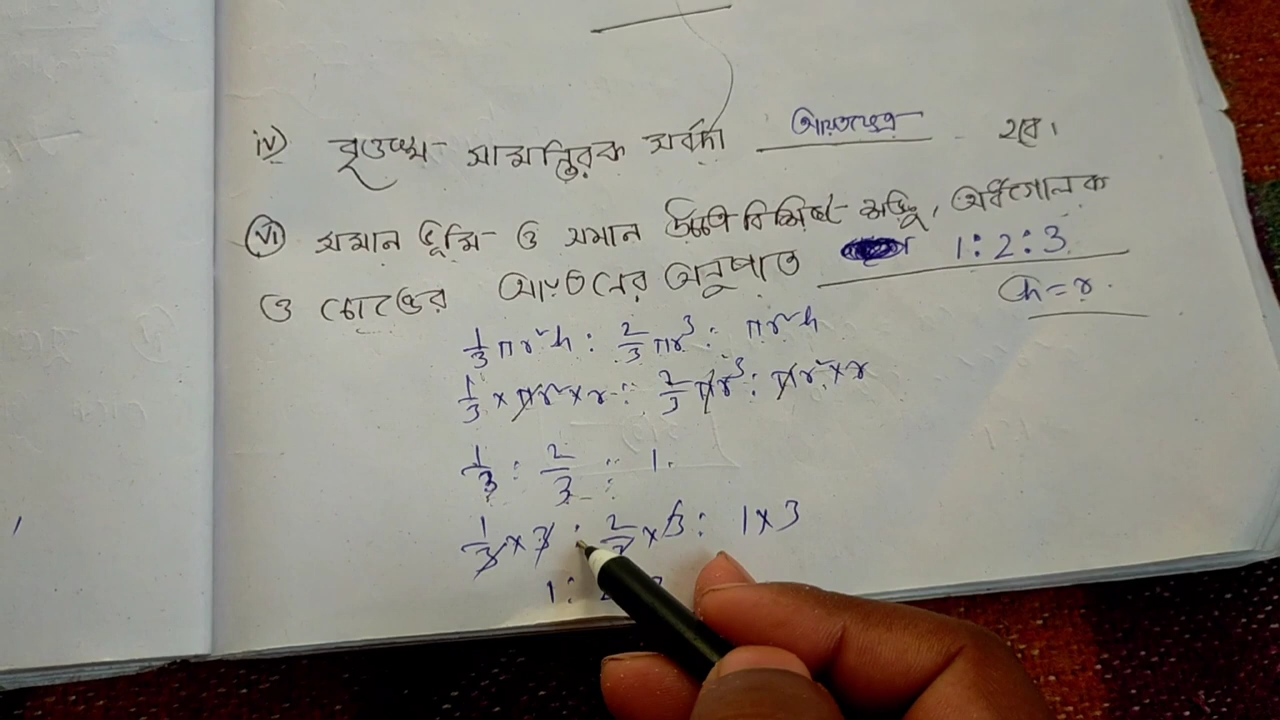 iv) বৃত্তস্থ সামান্তরিক সর্বদা আয়তক্ষেত্র হবে।
vi) সমান ভূমি ও সমান উচ্চতা বিশিষ্ট শঙ্কু, অর্ধগোলক
ও চোঙের আয়তনের অনুপাত 1:2:3
h=r.
1/3 πr²h : 2/3 πr³ : πr²h
1/3 × πr² × r : 2/3 πr³ : πr² × r
1/3 : 2/3 : 1.
1/3 × 3 : 2/3 × 3 : 1×3
1 :